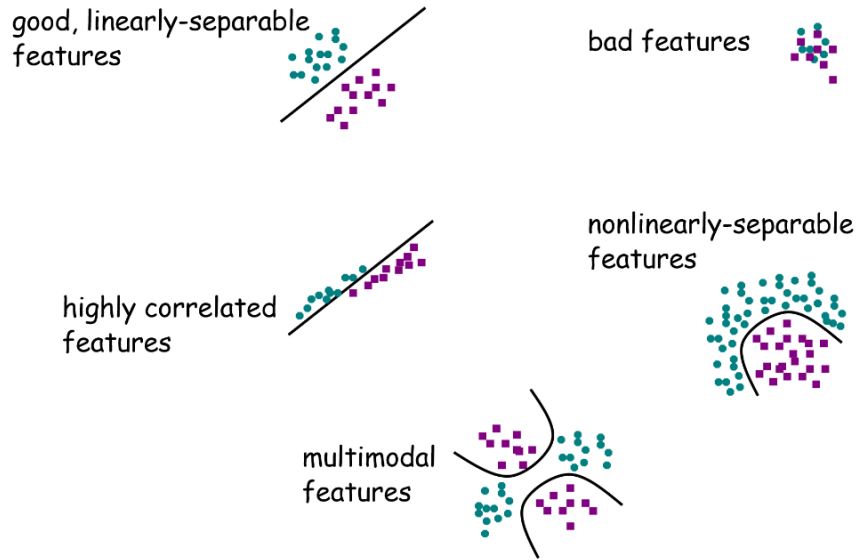 good, linearly-separable
features
bad features
nonlinearly-separable
features
highly correlated
features
multimodal
features